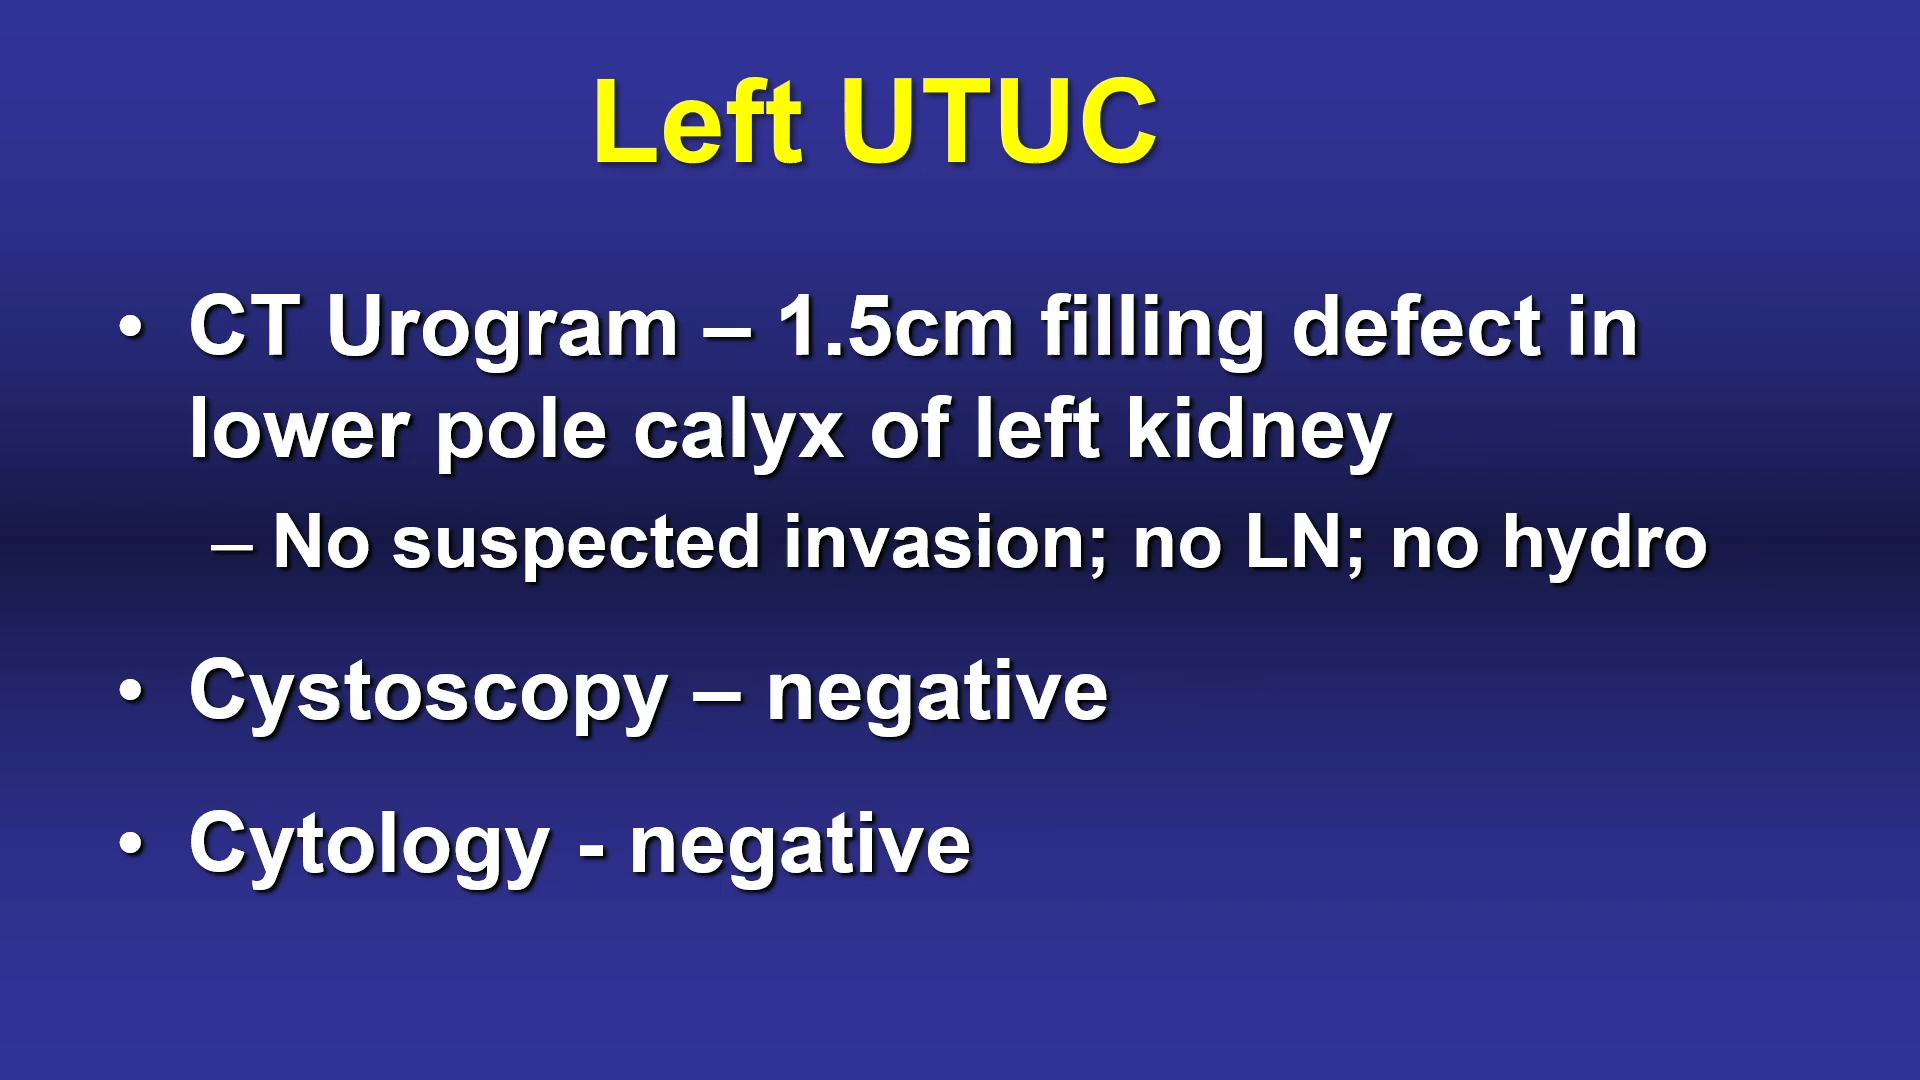 Left UTUC
• CT Urogram – 1.5cm filling defect in
lower pole calyx of left kidney
– No suspected invasion; no LN; no hydro
• Cystoscopy – negative
• Cytology - negative